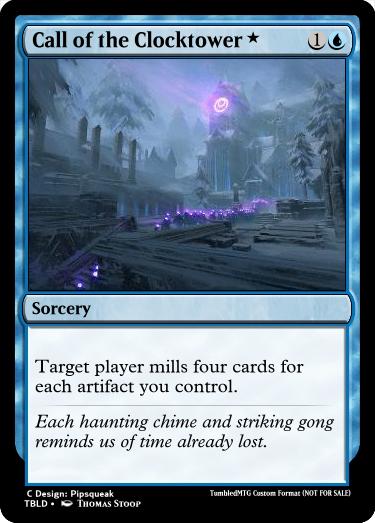 Call of the Clocktower ★ 1
Sorcery
Target player mills four cards for
each artifact you control.
Each haunting chime and striking gong
reminds us of time already lost.
C Design: Pipsqueak
TumbledMTG Custom Format (NOT FOR SALE)
TBLD • Thomas Stoop